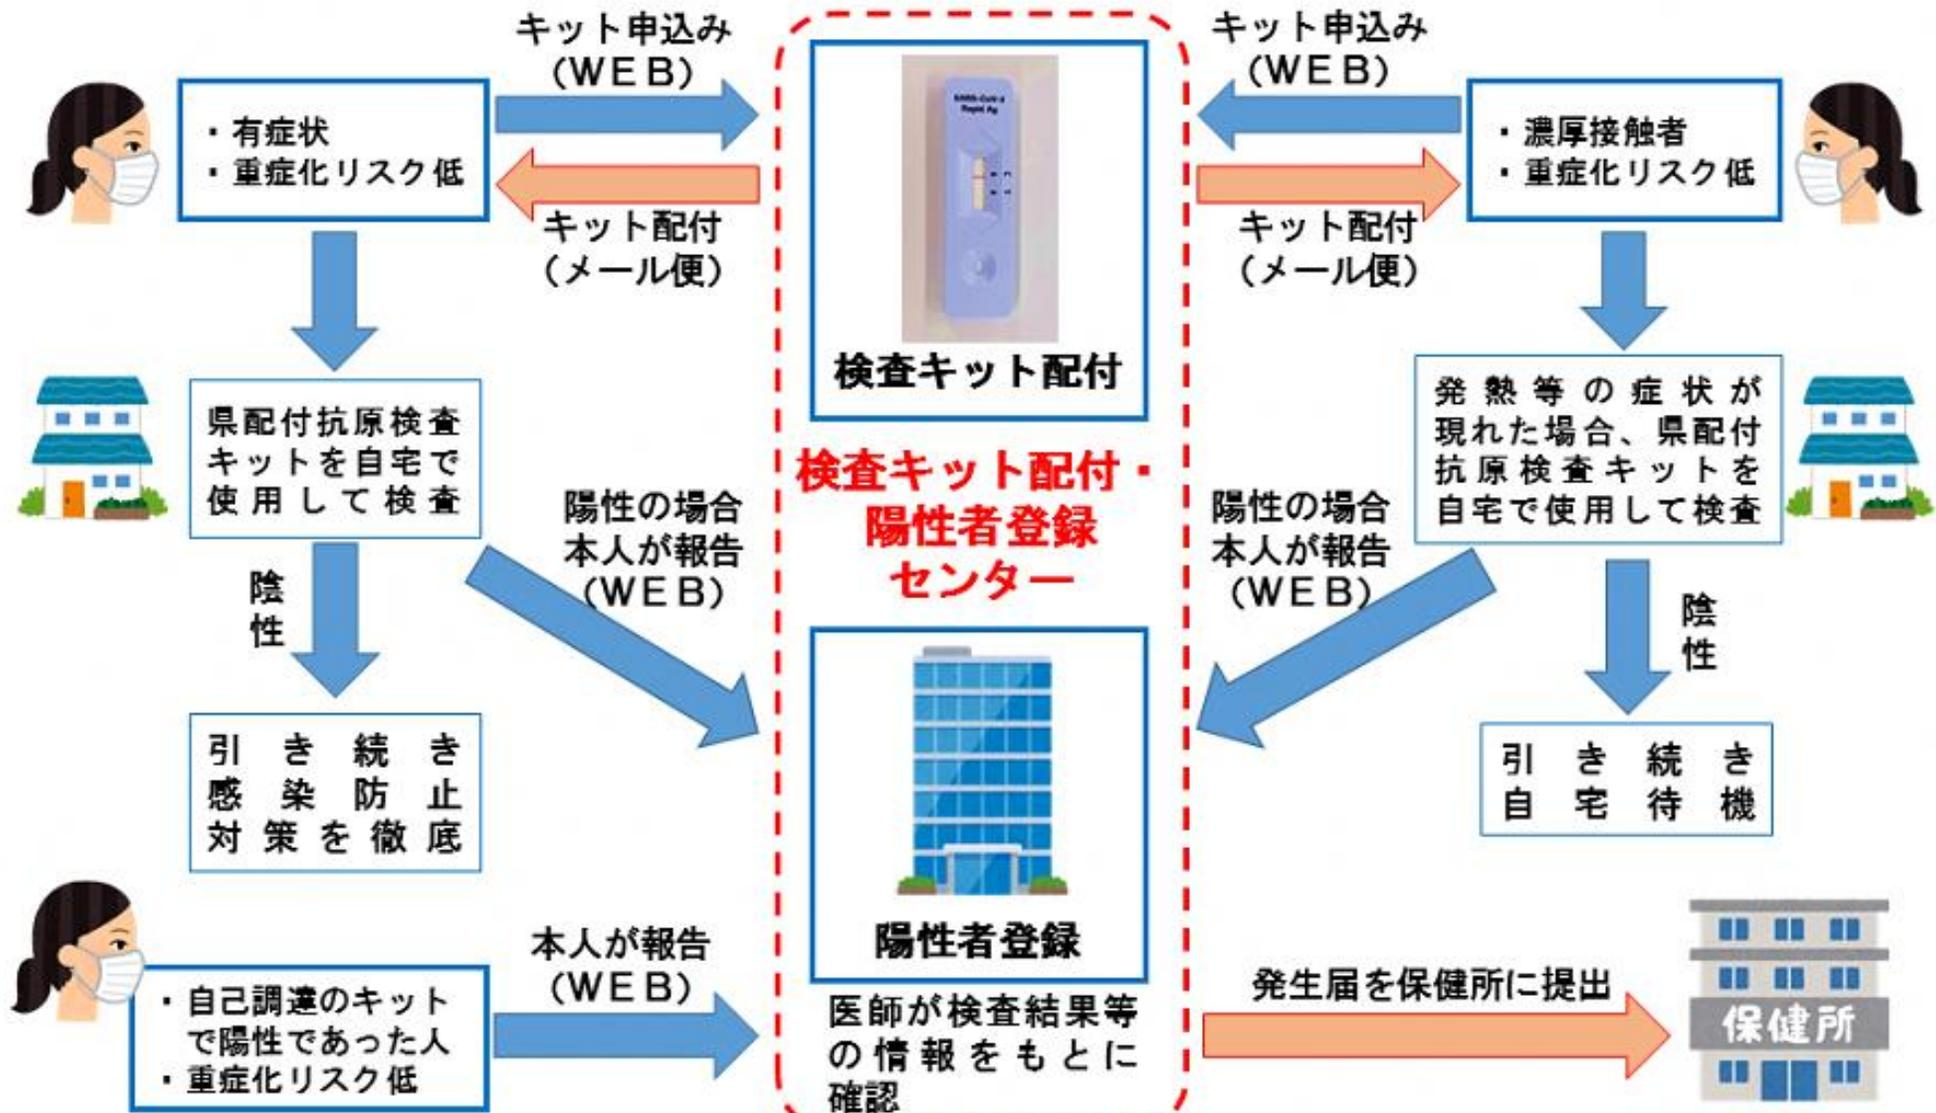 キット申込み
(WEB)
・有症状
・重症化リスク低
キット配付
(メール便)
SARS-CoV-2
Rapid Ag
検査キット配付
キット申込み
(WEB)
・濃厚接触者
・重症化リスク低
キット配付
(メール便)
県配付抗原検査
キットを自宅で
使用して検査
陽性の場合
本人が報告
(WEB)
陰
性
引き続き
感染防止
対策を徹底
検査キット配付・
陽性者登録
センター
発熱等の症状が
現れた場合、県配付
抗原検査キットを
自宅で使用して検査
陽性の場合
本人が報告
(WEB)
陰
性
引き続き
自宅待機
・自己調達のキット
で陽性であった人
・重症化リスク低
本人が報告
(WEB)
陽性者登録
医師が検査結果等
の情報をもとに
確認
発生届を保健所に提出
保健所